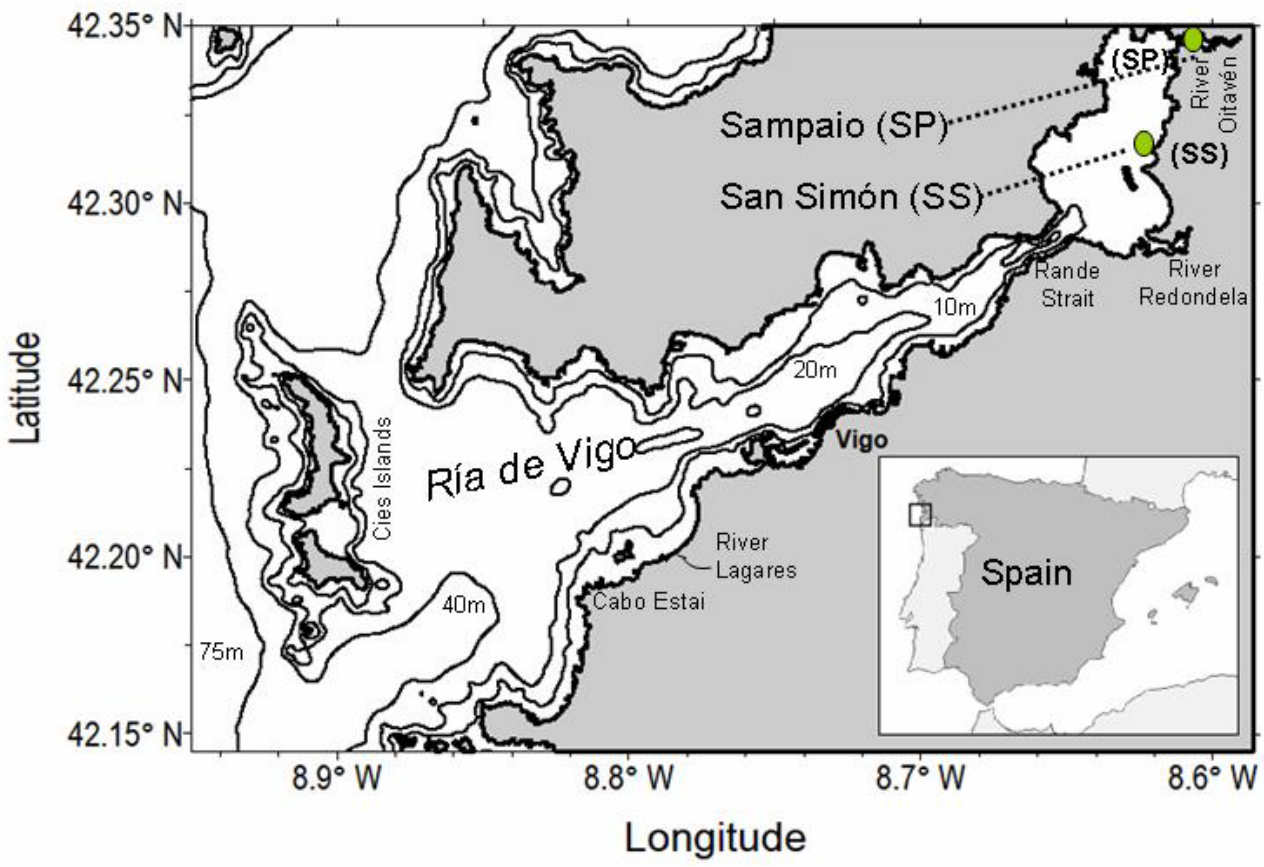 42.35° N
42.30° N
42.25° N
42.20° N
42.15° N
Latitude
(SP)
River
Oitavén
Sampaio (SP)
(SS)
San Simón (SS)
Rande
Strait
River
Redondela
10m
20m
Vigo
Ría de Vigo
Cies Islands
River
Lagares
Cabo Estai
40m
75m
Spain
8.9° W
8.8° W
8.7° W
8.6° W
Longitude